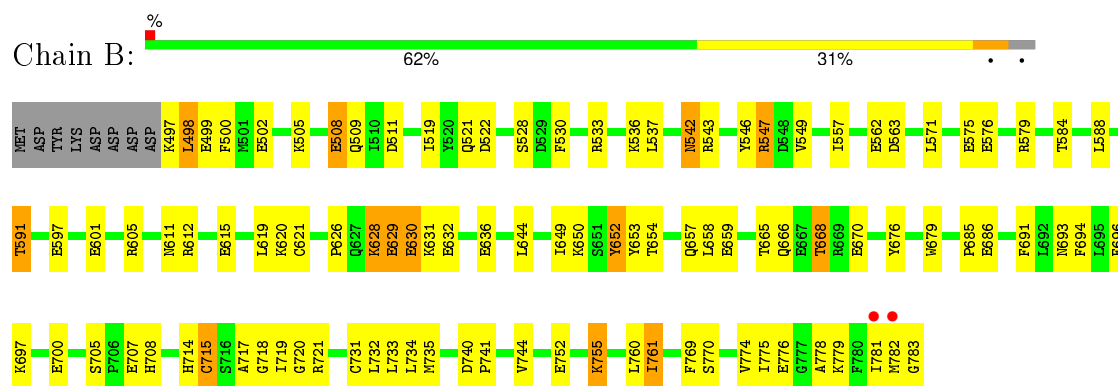 %
Chain B:
62% 31% • •
MET ASP TYR LYS ASP ASP ASP ASP K497 L498 E499 F500 M501 E502 K505 E508 Q509 I510 D511 I519 Y520 Q521 D522 S528 D529 F530 R533 K536 L537 N542 R543 Y546 R547 D548 V549 I557 E562 D563 L571 E575 E576 R579 T584 L588
T591 E597 E601 R605 N611 R612 E615 L619 K620 C621 P626 Q627 K628 E629 E630 K631 E632 E636 L644 I649 K650 S651 Y652 Y653 T654 Q657 L658 E659 T665 Q666 E667 T668 R669 E670 Y676 W679 P685 E686 F691 L692 N693 F694 L695
K697 E700 S705 P706 E707 H708 H714 C715 S716 A717 G718 I719 G720 R721 C731 L732 L733 L734 M735 D740 P741 V744 E752 K755 L760 I761 F769 S770 V774 I775 E776 G777 A778 K779 F780 I781 M782 G783